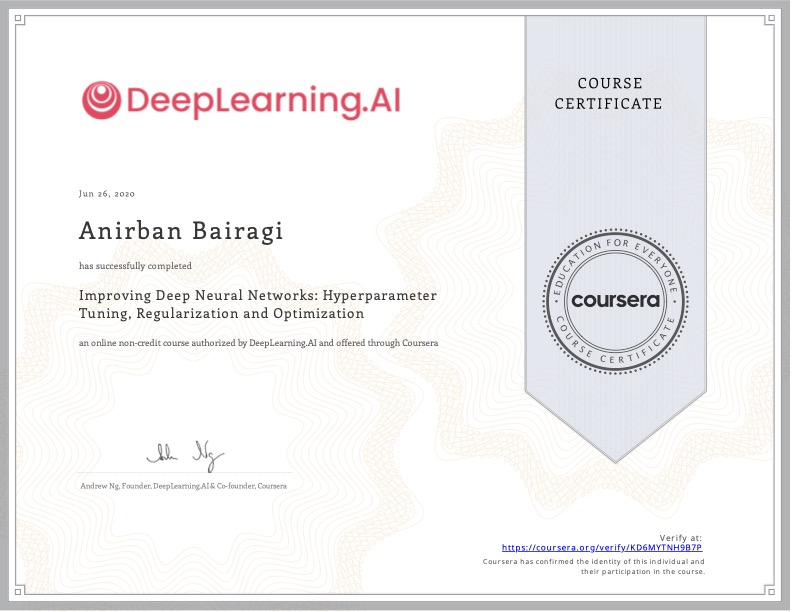 DeepLearning.AI
COURSE
CERTIFICATE
Jun 26, 2020
Anirban Bairagi
has successfully completed
Improving Deep Neural Networks: Hyperparameter
Tuning, Regularization and Optimization
an online non-credit course authorized by DeepLearning.AI and offered through Coursera
EDUCATION FOR EVERYONE
coursera
COURSE CERTIFICATE
Andrew Ng, Founder, DeepLearning.AI & Co-founder, Coursera
Verify at:
https://coursera.org/verify/KD6MYTNH9B7P
Coursera has confirmed the identity of this individual and
their participation in the course.